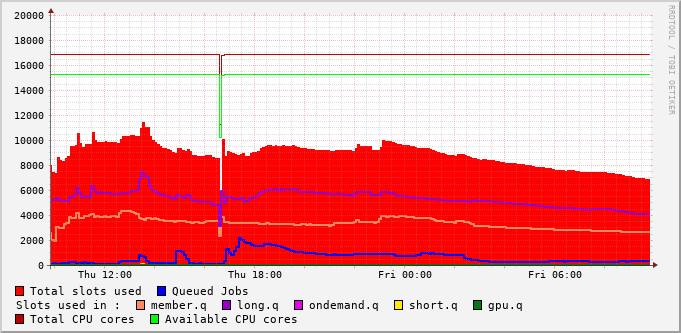 20000
18000
16000
14000
12000
10000
8000
6000
4000
2000
0
Thu 12:00 Thu 18:00 Fri 00:00 Fri 06:00
Total slots used Queued Jobs
Slots used in : member.q long.q ondemand.q short.q gpu.q
Total CPU cores Available CPU cores
RRDTOOL / TOBI OETIKER